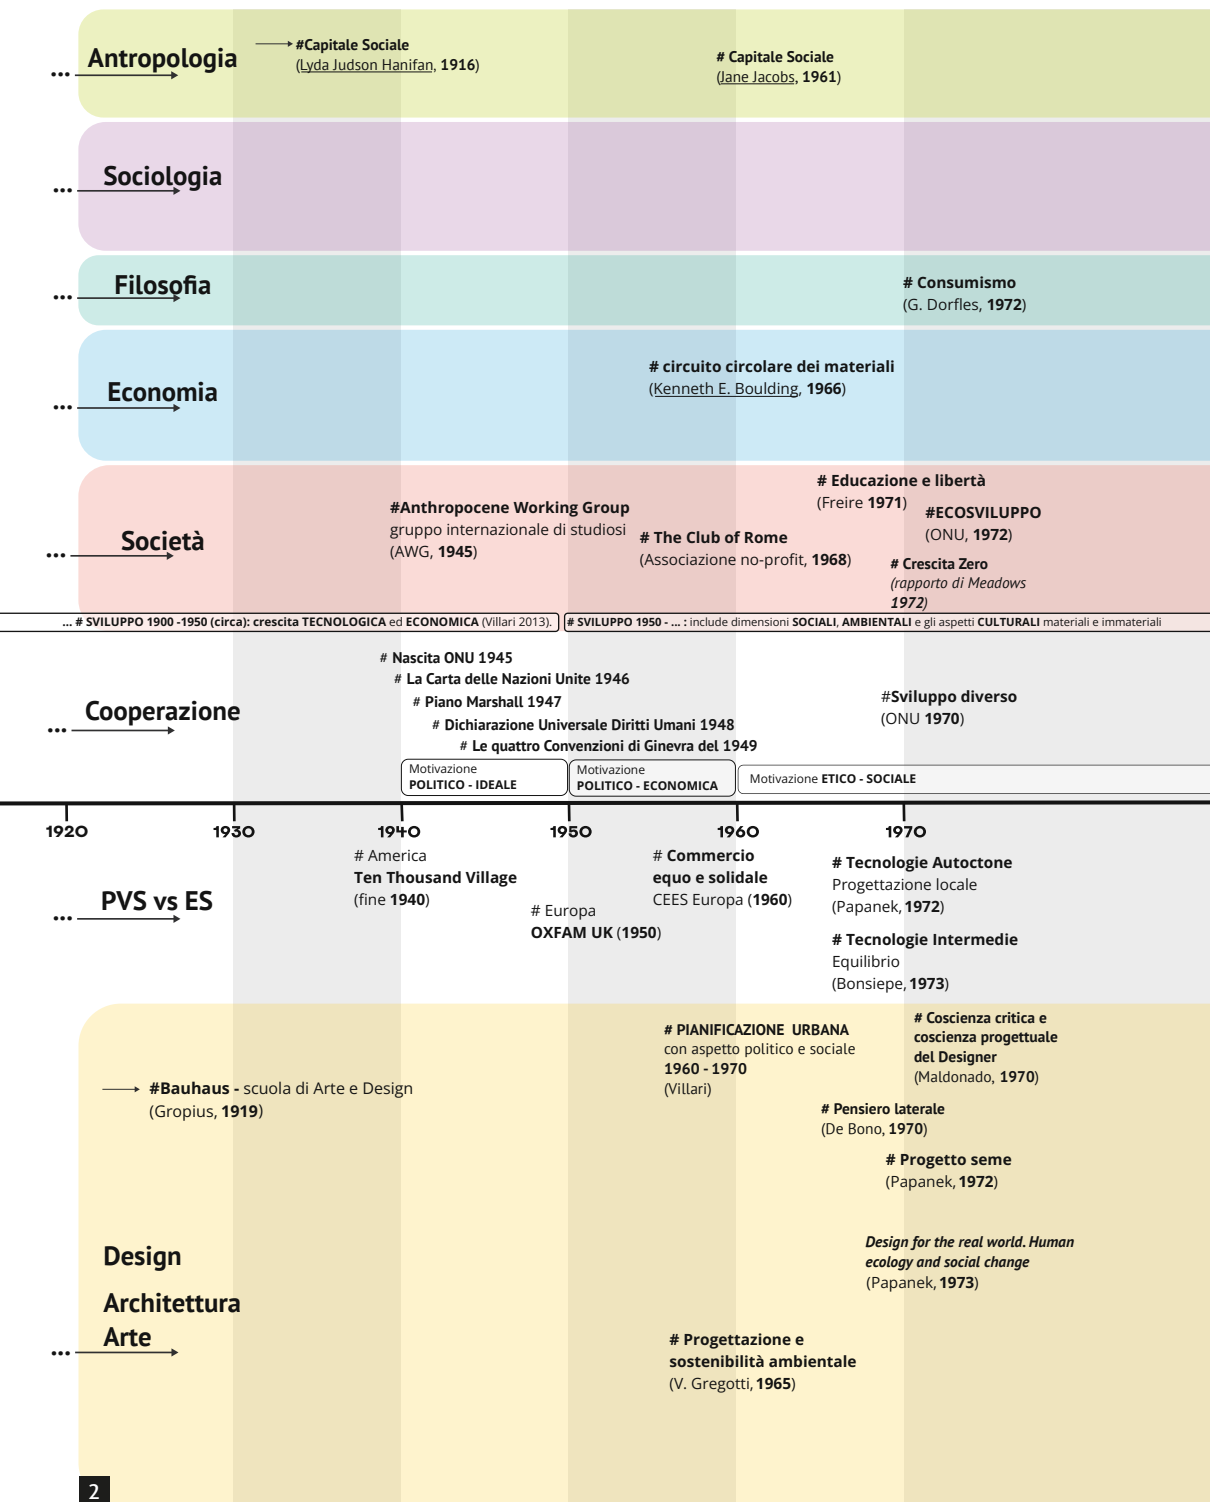 Antropologia
#Capitale Sociale
(Lyda Judson Hanifan, 1916)
# Capitale Sociale
(Jane Jacobs, 1961)
...
Sociologia
...
Filosofia
...
# Consumismo
(G. Dorfles, 1972)
Economia
...
# circuito circolare dei materiali
(Kenneth E. Boulding, 1966)
Società
...
#Anthropocene Working Group
gruppo internazionale di studiosi
(AWG, 1945)
# The Club of Rome
(Associazione no-profit, 1968)
# Educazione e libertà
(Freire 1971)
#ECOSVILUPPO
(ONU, 1972)
# Crescita Zero
(rapporto di Meadows
1972)
... # SVILUPPO 1900 -1950 (circa): crescita TECNOLOGICA ed ECONOMICA (Villari 2013).
# SVILUPPO 1950 - ... : include dimensioni SOCIALI, AMBIENTALI e gli aspetti CULTURALI materiali e immateriali
Cooperazione
...
# Nascita ONU 1945
# La Carta delle Nazioni Unite 1946
# Piano Marshall 1947
# Dichiarazione Universale Diritti Umani 1948
# Le quattro Convenzioni di Ginevra del 1949
#Sviluppo diverso
(ONU 1970)
Motivazione
POLITICO - IDEALE
Motivazione
POLITICO - ECONOMICA
Motivazione ETICO - SOCIALE
1920
1930
1940
1950
1960
1970
PVS vs ES
...
# America
Ten Thousand Village
(fine 1940)
# Europa
OXFAM UK (1950)
# Commercio
equo e solidale
CEES Europa (1960)
# Tecnologie Autoctone
Progettazione locale
(Papanek, 1972)
# Tecnologie Intermedie
Equilibrio
(Bonsiepe, 1973)
#Bauhaus - scuola di Arte e Design
(Gropius, 1919)
# PIANIFICAZIONE URBANA
con aspetto politico e sociale
1960 - 1970
(Villari)
# Coscienza critica e
coscienza progettuale
del Designer
(Maldonado, 1970)
# Pensiero laterale
(De Bono, 1970)
# Progetto seme
(Papanek, 1972)
Design for the real world. Human
ecology and social change
(Papanek, 1973)
Design
Architettura
Arte
...
# Progettazione e
sostenibilità ambientale
(V. Gregotti, 1965)
2